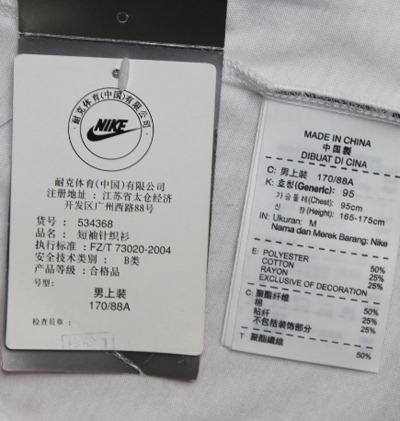 耐克体育(中国)有限公司
NIKE
耐克体育(中国)有限公司
注册地址：江苏省太仓经济
开发区广州西路88号
货号： 534368
品名： 短袖针织衫
执行标准: FZ/T 73020-2004
安全技术类别： B类
产品等级: 合格品
号型:
男上装
170/88A
检查员章：
MADE IN CHINA
中国製
DIBUAT DI CINA
C: 男上装 170/88A
K: 호칭(Generic): 95
가슴둘레(Chest): 95cm
신 장(Height): 165-175cm
IN: Ukuran: M
Nama dan Merek Barang: Nike
E: POLYESTER 50%
COTTON 25%
RAYON 25%
EXCLUSIVE OF DECORATION
C: 聚酯纤维 50%
棉 25%
粘纤 25%
不包括装饰部分
T: 聚酯纖維 50%